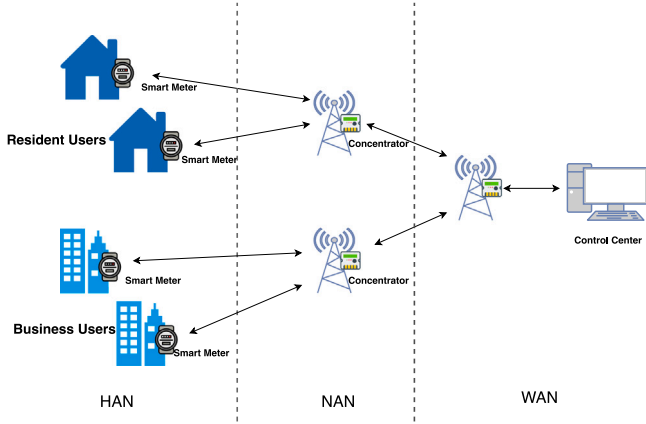 Smart Meter
Resident Users
Smart Meter
Concentrator
Control Center
Smart Meter
Concentrator
Business Users
Smart Meter
HAN
NAN
WAN